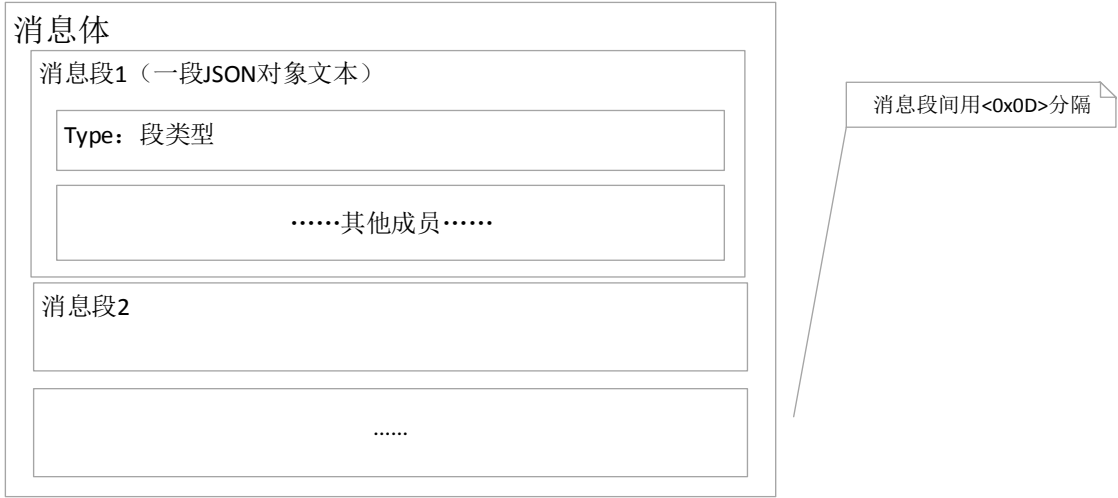 消息体
消息段1（一段JSON对象文本）
Type：段类型
……其他成员……
消息段2
……
消息段间用<0x0D>分隔